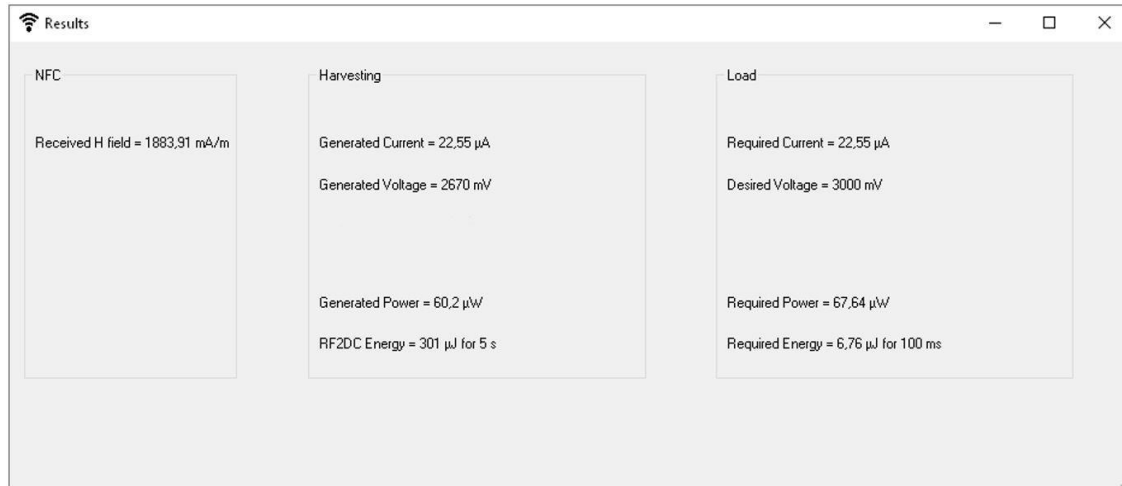 Results
NFC
Received H field = 1883,91 mA/m
Harvesting
Generated Current = 22,55 µA
Generated Voltage = 2670 mV
Generated Power = 60,2 µW
RF2DC Energy = 301 µJ for 5 s
Load
Required Current = 22,55 µA
Desired Voltage = 3000 mV
Required Power = 67,64 µW
Required Energy = 6,76 µJ for 100 ms